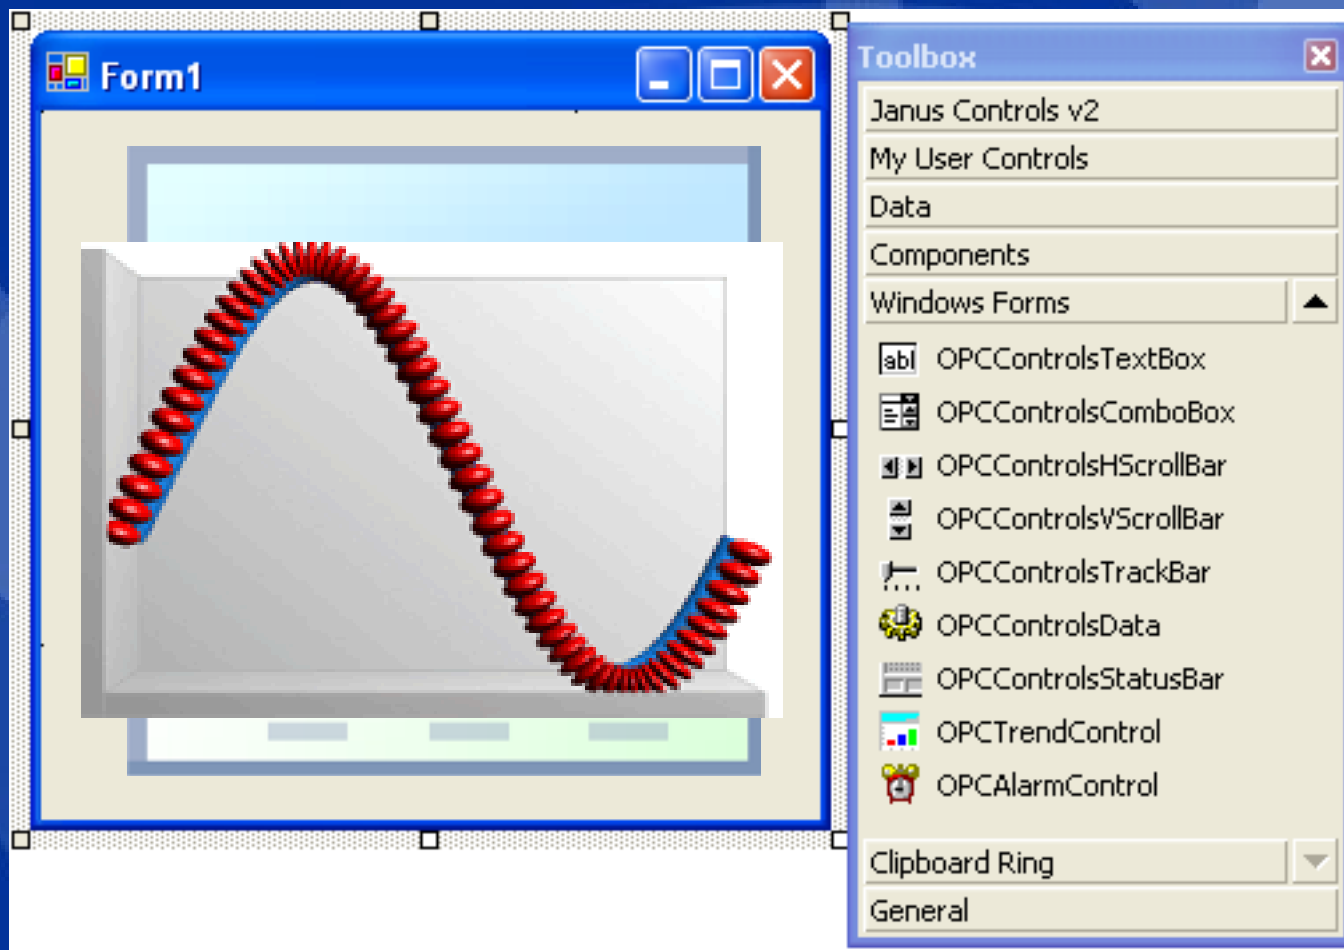 Form1
Toolbox
Janus Controls v2
My User Controls
Data
Components
Windows Forms
abl OPCControlsTextBox
OPCControlsComboBox
OPCControlsHScrollBar
OPCControlsVScrollBar
OPCControlsTrackBar
OPCControlsData
OPCControlsStatusBar
OPCTrendControl
OPCAlarmControl
Clipboard Ring
General